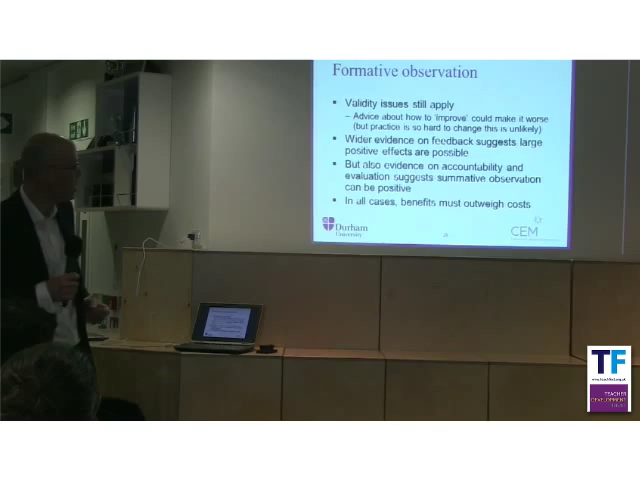 Formative observation
• Validity issues still apply
– Advice about how to 'improve' could make it worse
(but practice is so hard to change this is unlikely)
• Wider evidence on feedback suggests large
positive effects are possible
• But also evidence on accountability and
evaluation suggests summative observation
can be positive
• In all cases, benefits must outweigh costs
Durham
University
CEM
TF
TEACHER
DEVELOPMENT
TRUST